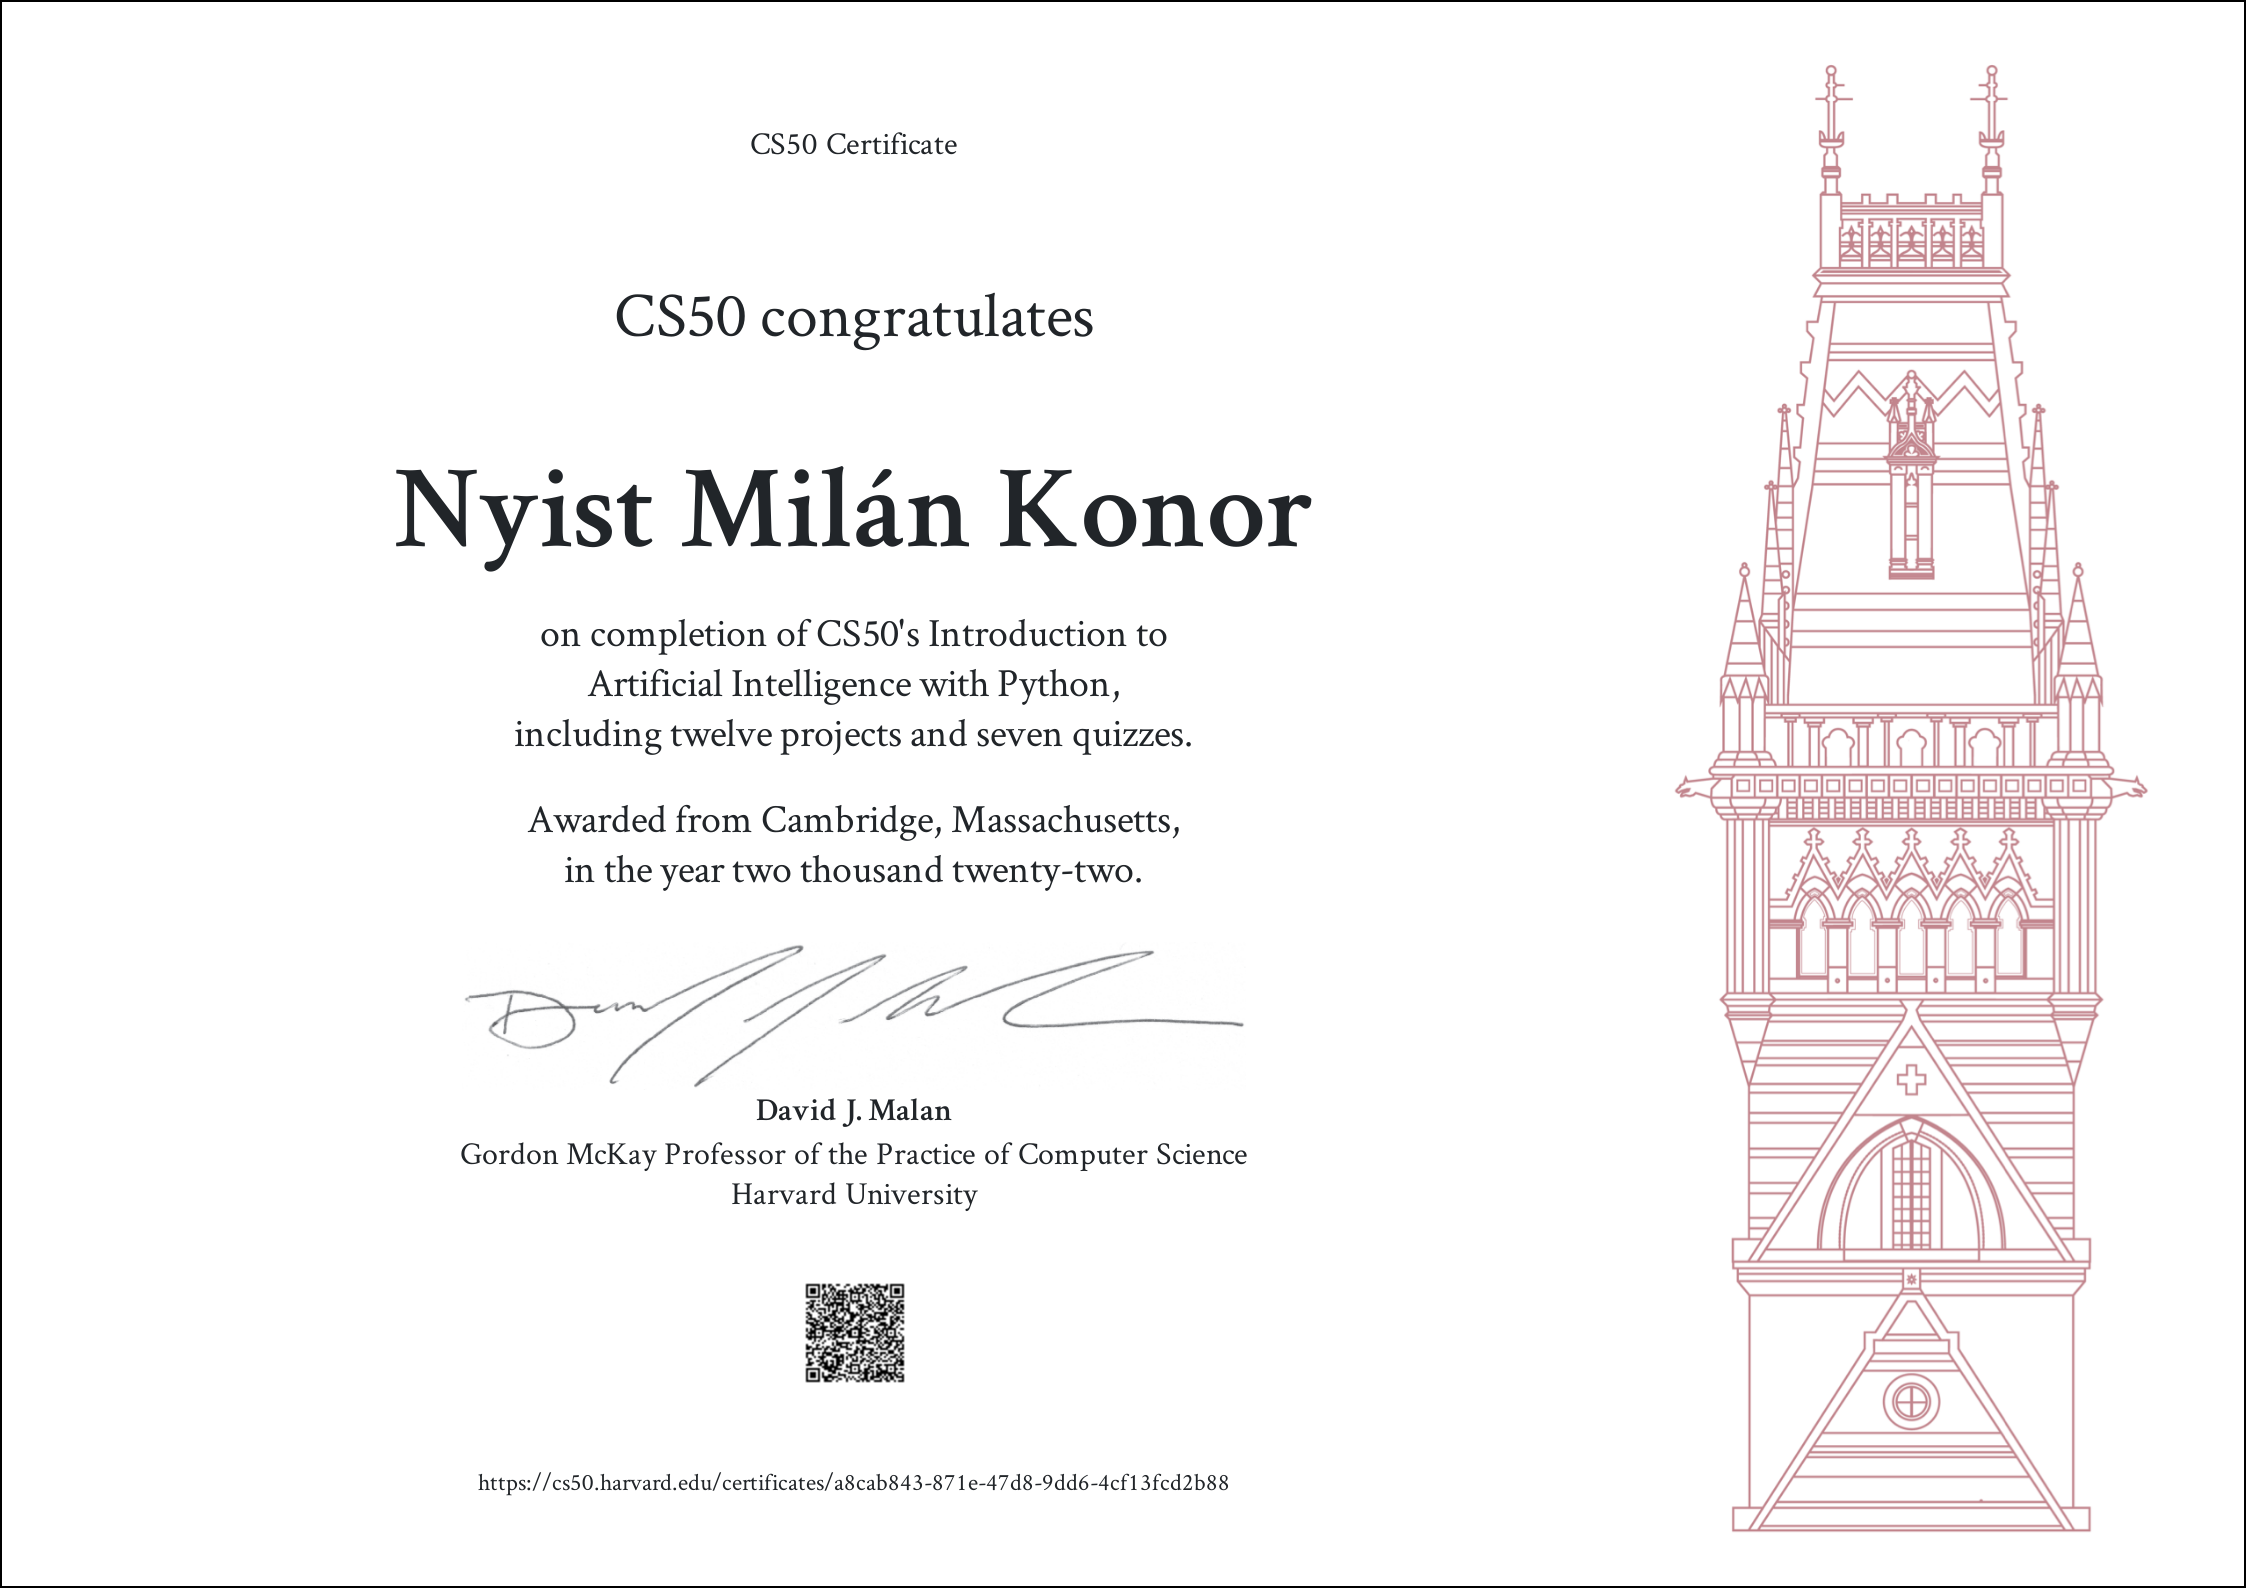 CS50 Certificate
CS50 congratulates
Nyist Milán Konor
on completion of CS50's Introduction to
Artificial Intelligence with Python,
including twelve projects and seven quizzes.
Awarded from Cambridge, Massachusetts,
in the year two thousand twenty-two.
David J. Malan
Gordon McKay Professor of the Practice of Computer Science
Harvard University
https://cs50.harvard.edu/certificates/a8cab843-871e-47d8-9dd6-4cf13fcd2b88